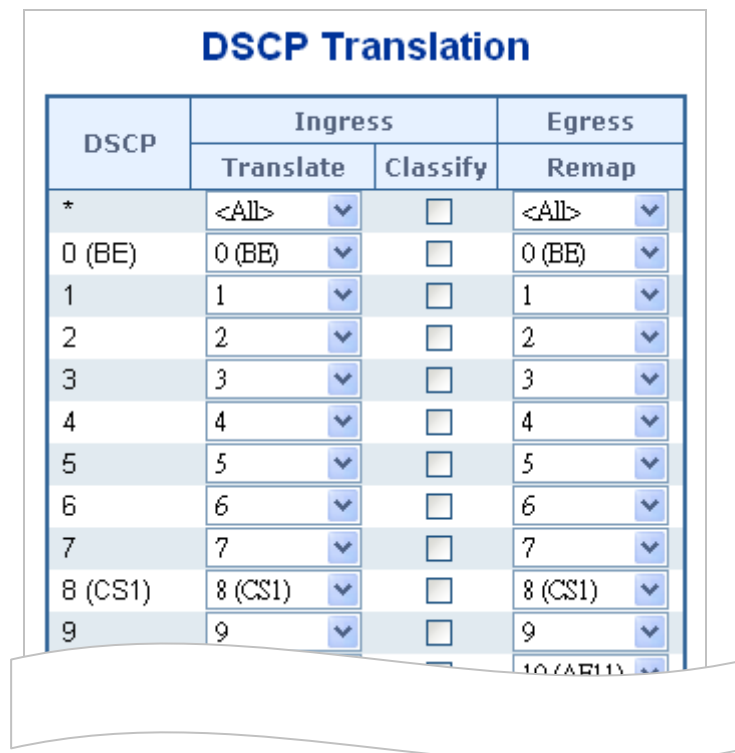 DSCP Translation
DSCP Ingress Egress
Translate Classify Remap
* <All> <All>
0 (BE) 0 (BE) 0 (BE)
1 1 1
2 2 2
3 3 3
4 4 4
5 5 5
6 6 6
7 7 7
8 (CS1) 8 (CS1) 8 (CS1)
9 9 9
10 (AF11)